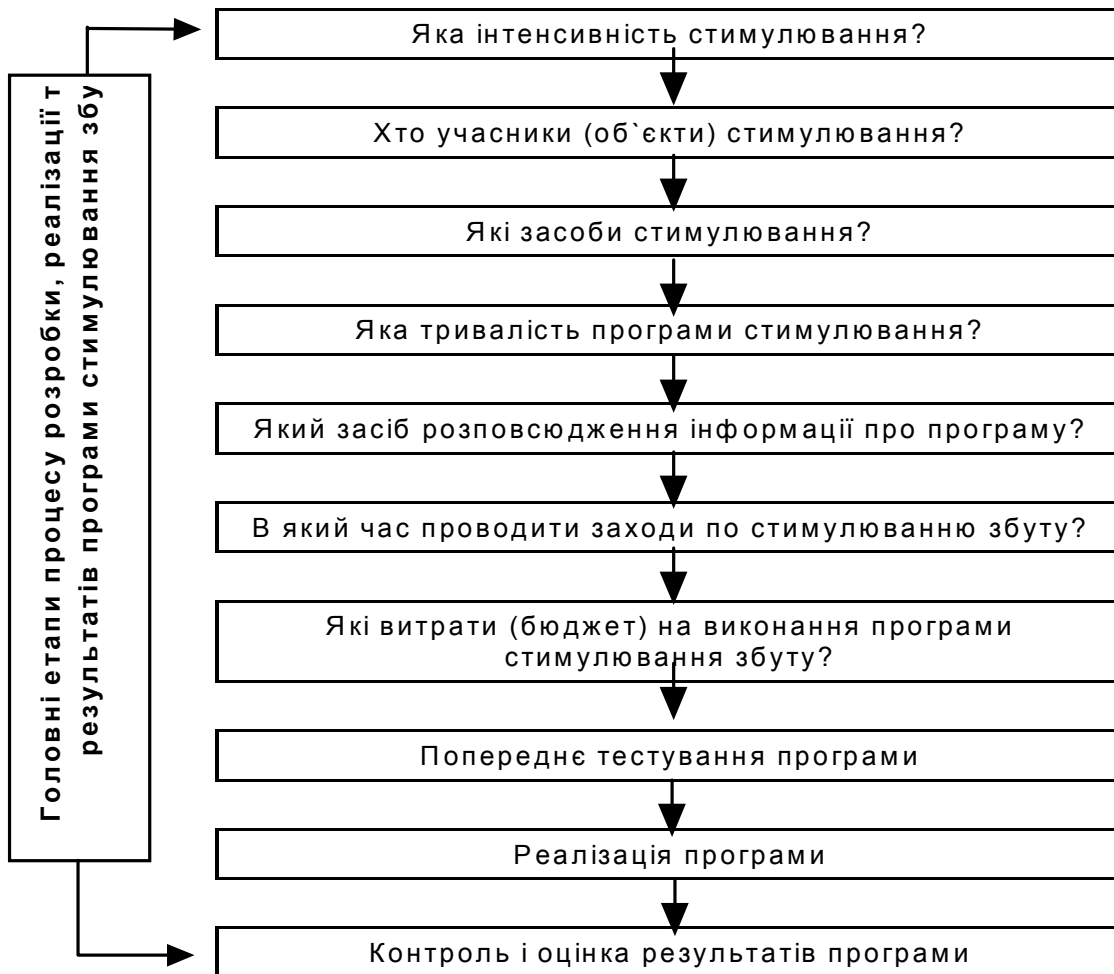 Головні етапи процесу розробки, реалізації т
результатів програми стимулювання збу
Яка інтенсивність стимулювання?
Хто учасники (об`єкти) стимулювання?
Які засоби стимулювання?
Яка тривалість програми стимулювання?
Який засіб розповсюдження інформації про програму?
В який час проводити заходи по стимулюванню збуту?
Які витрати (бюджет) на виконання програми
стимулювання збуту?
Попереднє тестування програми
Реалізація програми
Контроль і оцінка результатів програми